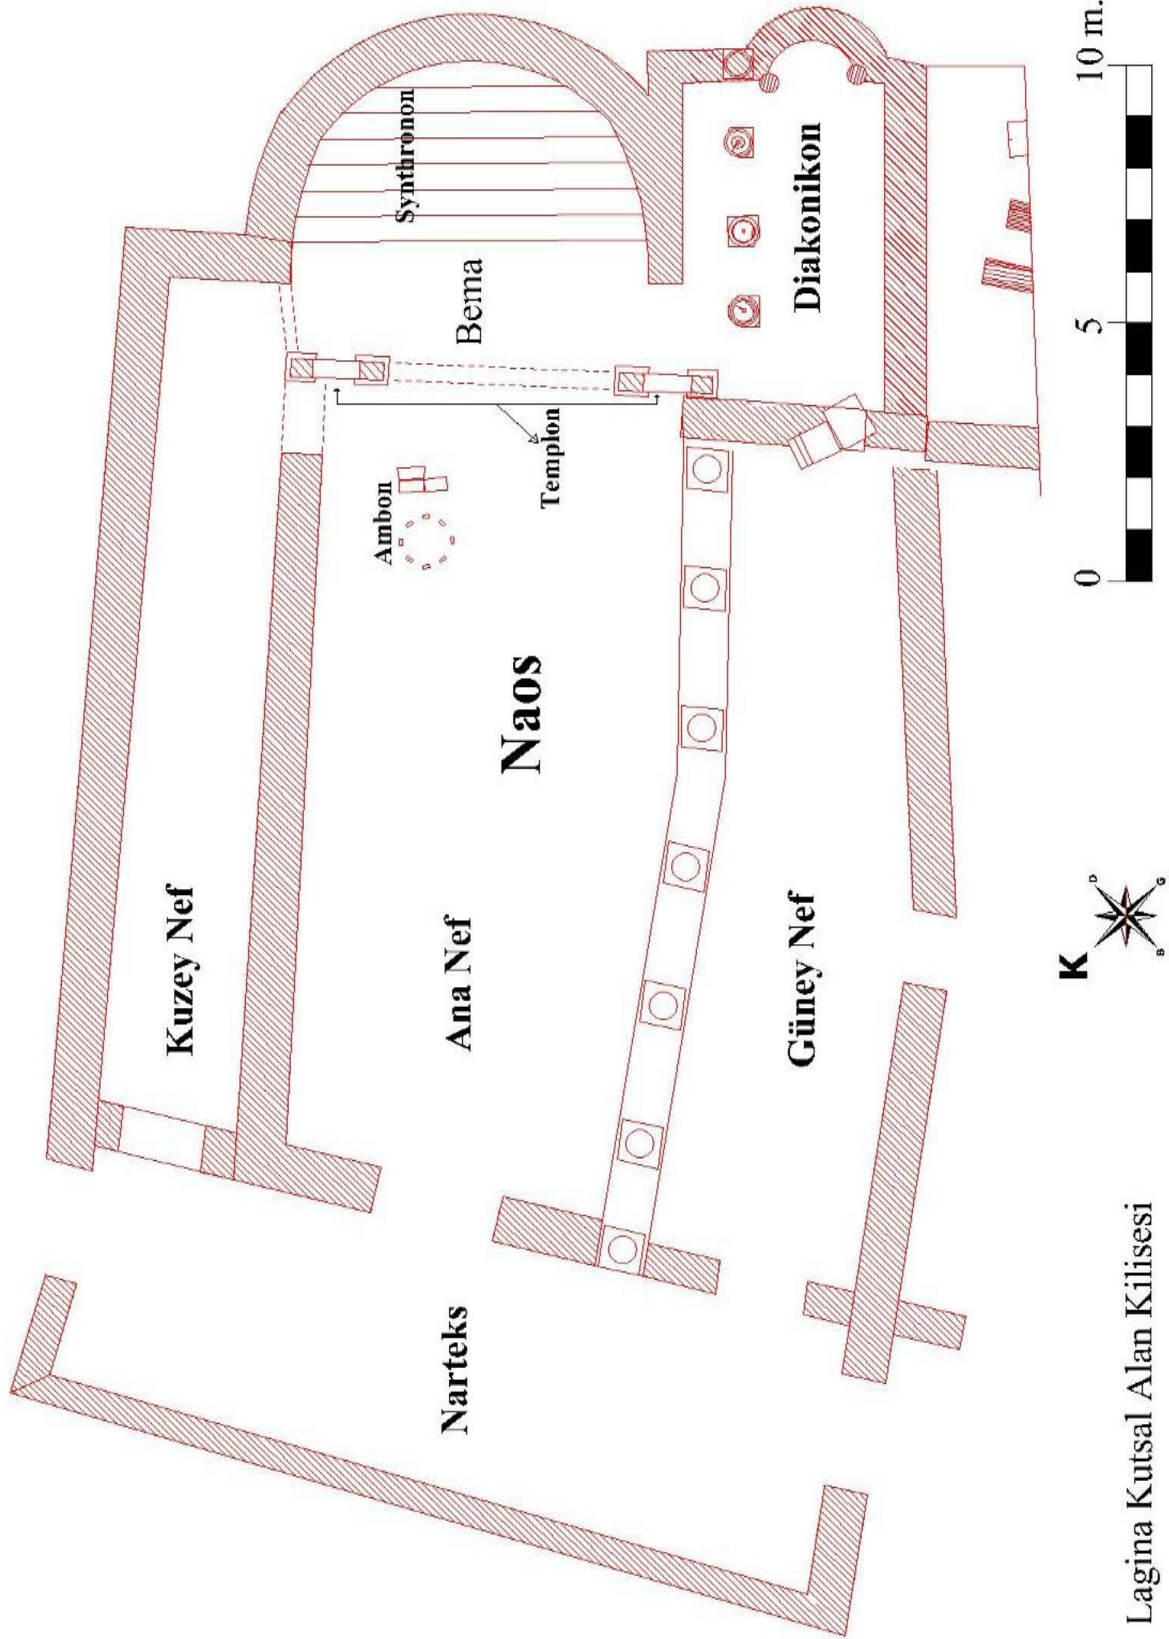 Synthronon
Bema
Diakonikon
Templon
Ambon
Naos
Kuzey Nef
Ana Nef
Güney Nef
Narteks
0 5 10 m.
K
D
B
G
Lagina Kutsal Alan Kilisesi